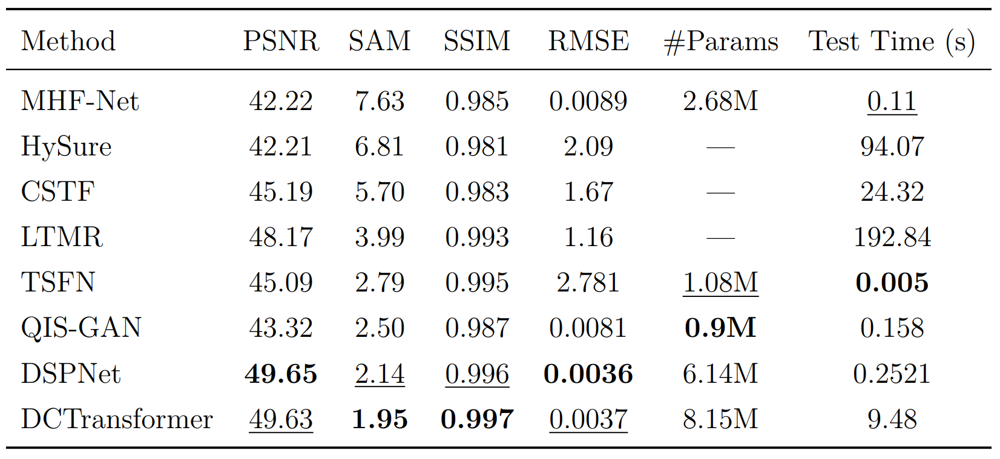 Method PSNR SAM SSIM RMSE #Params Test Time (s)
MHF-Net 42.22 7.63 0.985 0.0089 2.68M 0.11
HySure 42.21 6.81 0.981 2.09 — 94.07
CSTF 45.19 5.70 0.983 1.67 — 24.32
LTMR 48.17 3.99 0.993 1.16 — 192.84
TSFN 45.09 2.79 0.995 2.781 1.08M 0.005
QIS-GAN 43.32 2.50 0.987 0.0081 0.9M 0.158
DSPNet 49.65 2.14 0.996 0.0036 6.14M 0.2521
DCTransformer 49.63 1.95 0.997 0.0037 8.15M 9.48